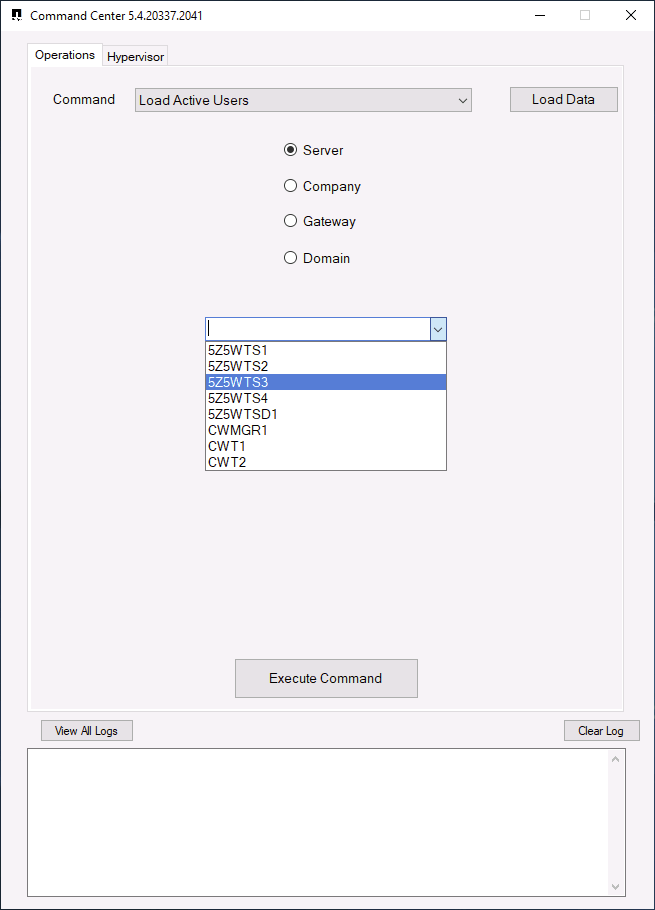 Command Center 5.4.20337.2041
Operations
Hypervisor
Command
Load Active Users
Load Data
Server
Company
Gateway
Domain
5Z5WTS1
5Z5WTS2
5Z5WTS3
5Z5WTS4
5Z5WTSD1
CWMGR1
CWT1
CWT2
Execute Command
View All Logs
Clear Log